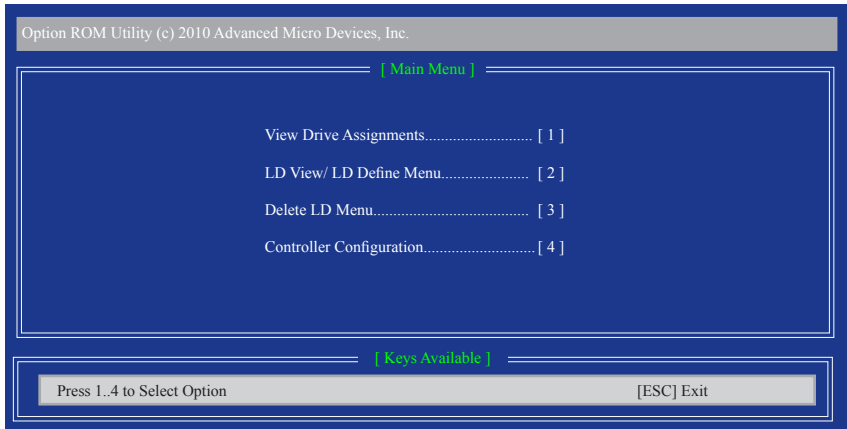 Option ROM Utility (c) 2010 Advanced Micro Devices, Inc.
[ Main Menu ]
View Drive Assignments........................... [ 1 ]
LD View/ LD Define Menu...................... [ 2 ]
Delete LD Menu....................................... [ 3 ]
Controller Configuration............................ [ 4 ]
[ Keys Available ]
Press 1..4 to Select Option [ESC] Exit